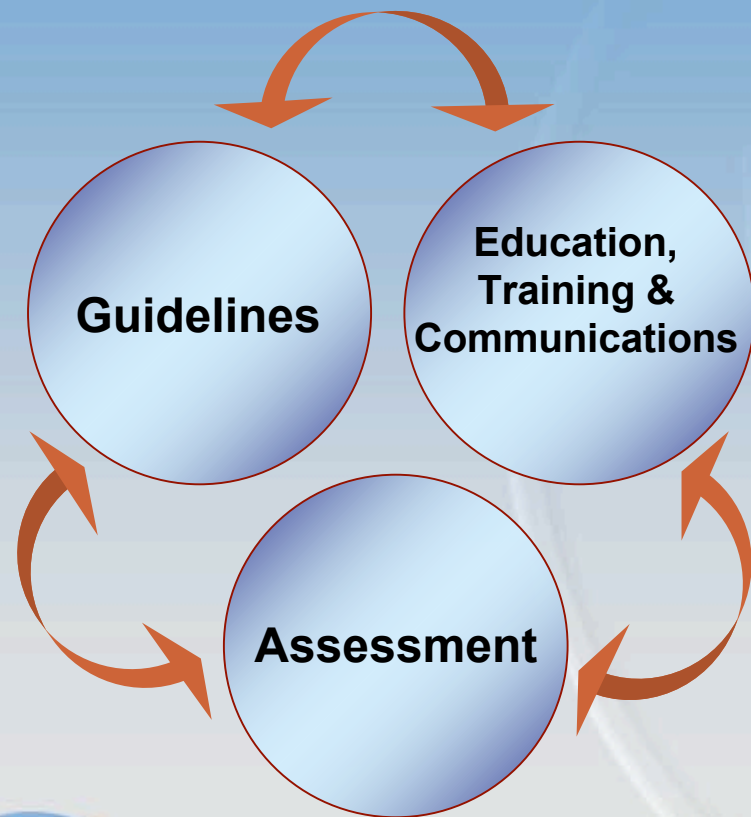 Guidelines
Education,
Training &
Communications
Assessment